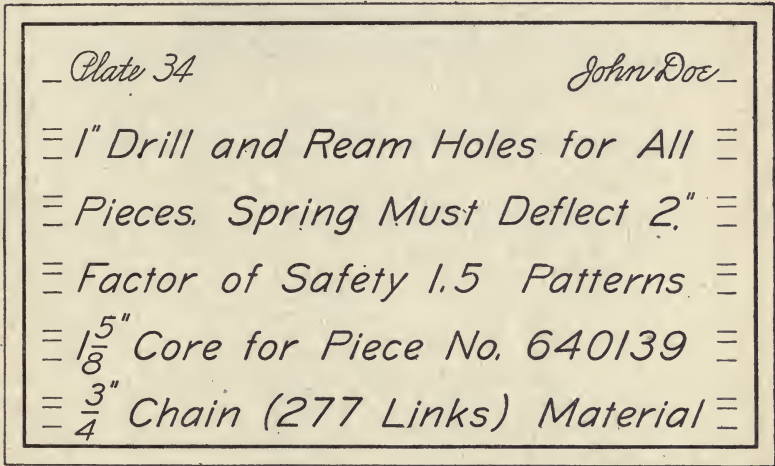 Plate 34 John Doe
1" Drill and Ream Holes for All
Pieces. Spring Must Deflect 2."
Factor of Safety 1.5 Patterns
1 5/8" Core for Piece No. 640139
3/4" Chain (277 Links) Material